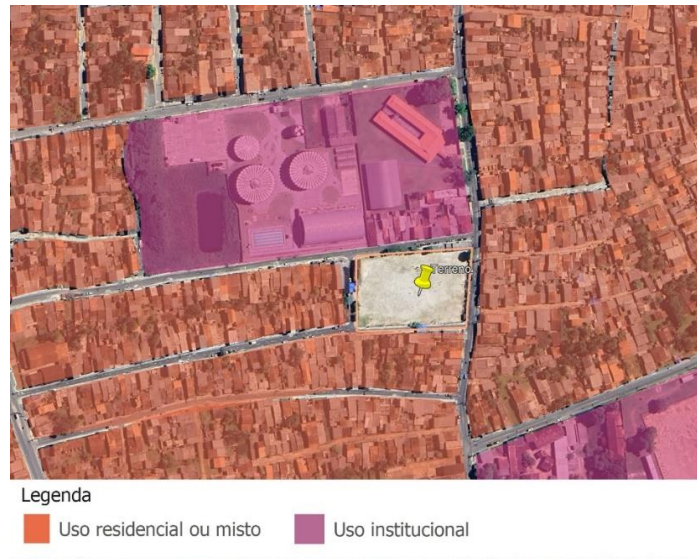 Terreno
Legenda
Uso residencial ou misto
Uso institucional